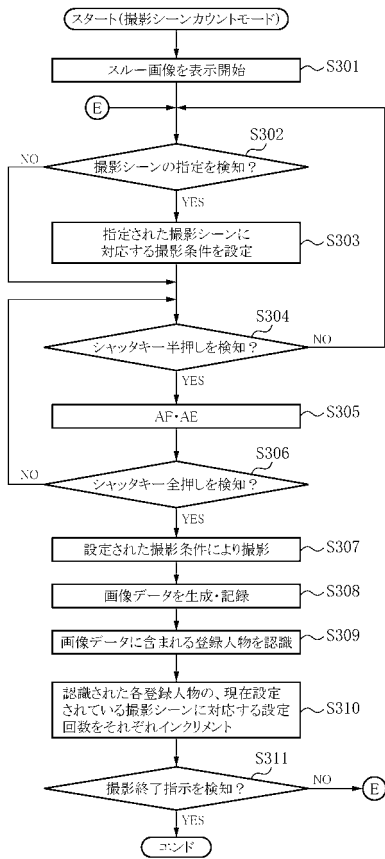 スタート(撮影シーンカウントモード)
スルー画像を表示開始
S301
E
S302
撮影シーンの指定を検知？
NO
YES
指定された撮影シーンに
対応する撮影条件を設定
S303
S304
シャッタキー半押しを検知？
NO
YES
AF・AE
S305
S306
シャッタキー全押しを検知？
NO
YES
設定された撮影条件により撮影
S307
画像データを生成・記録
S308
画像データに含まれる登録人物を認識
S309
認識された各登録人物の、現在設定
されている撮影シーンに対応する設定
回数をそれぞれインクリメント
S310
S311
撮影終了指示を検知？
NO
E
YES
エンド